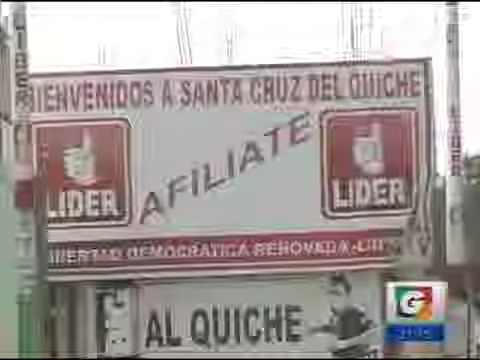 BIENVENIDOS A SANTA CRUZ DEL QUICHE
AFILIATE
LIDER
LIDER
LIBERTAD DEMOCRATICA RENOVADA
AL QUICHE
G